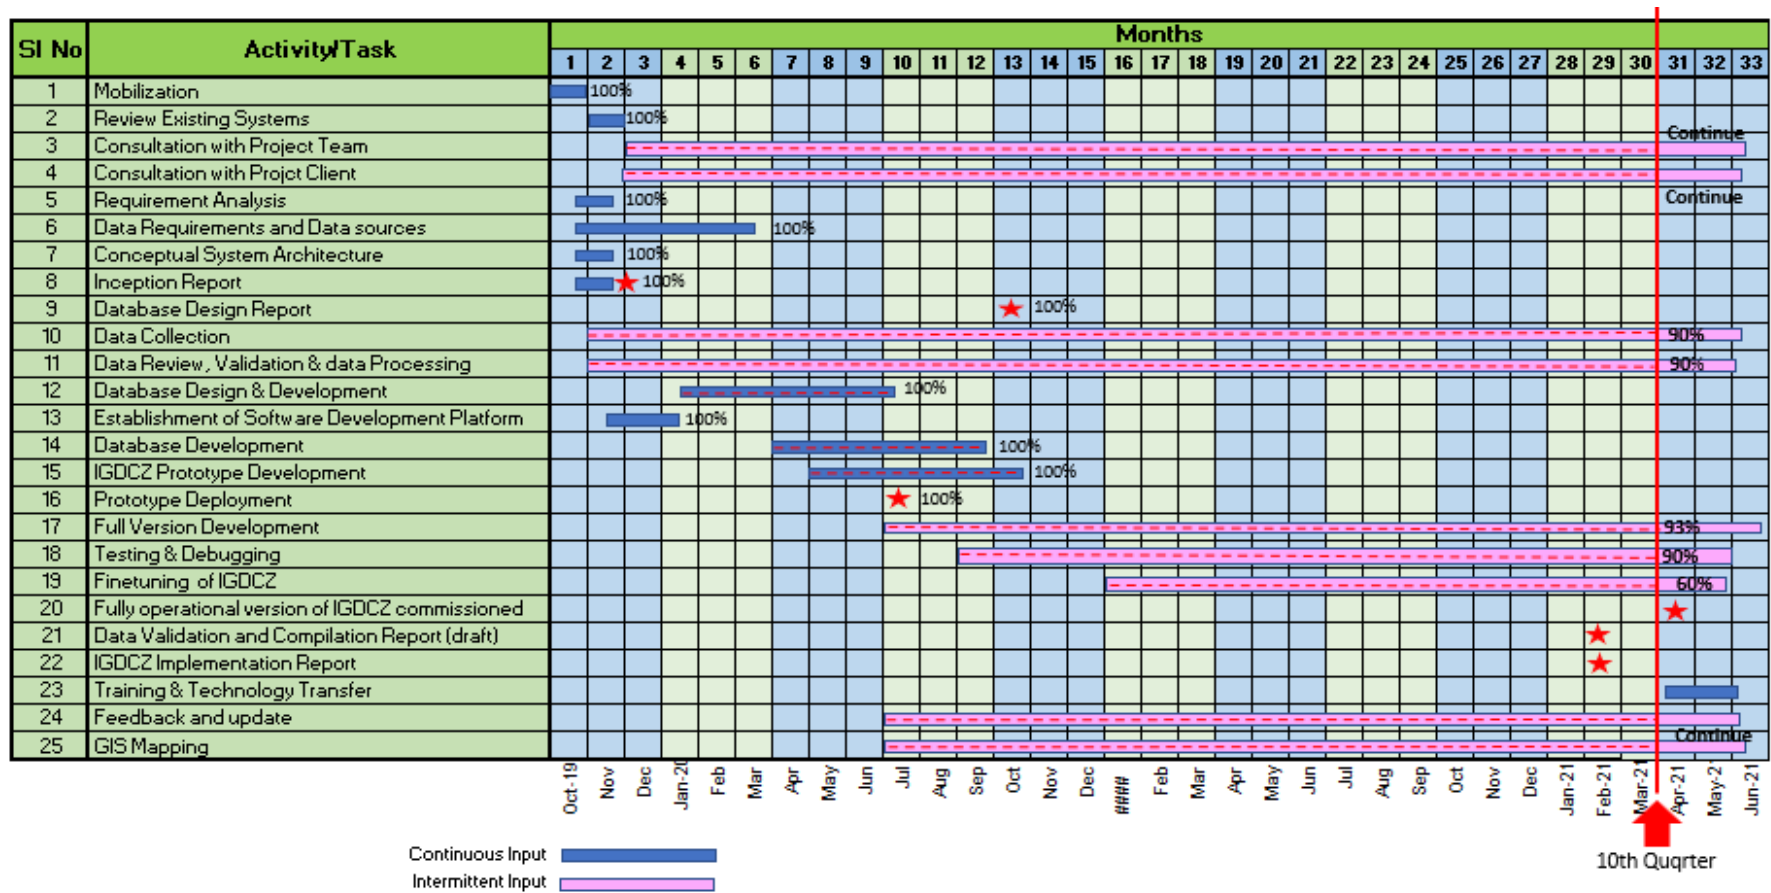 SI No Activity/Task Months
1 2 3 4 5 6 7 8 9 10 11 12 13 14 15 16 17 18 19 20 21 22 23 24 25 26 27 28 29 30 31 32 33
1 Mobilization 100%
2 Review Existing Systems 100%
Continue
3 Consultation with Project Team
4 Consultation with Projct Client
5 Requirement Analysis 100% Continue
6 Data Requirements and Data sources 100%
7 Conceptual System Architecture 100%
8 Inception Report 100%
9 Database Design Report 100%
10 Data Collection 90%
11 Data Review, Validation & data Processing 90%
12 Database Design & Development 100%
13 Establishment of Software Development Platform 100%
14 Database Development 100%
15 IGDCZ Prototype Development 100%
16 Prototype Deployment 100%
17 Full Version Development 93%
18 Testing & Debugging 90%
19 Finetuning of IGDCZ 60%
20 Fully operational version of IGDCZ commissioned
21 Data Validation and Compilation Report (draft)
22 IGDCZ Implementation Report
23 Training & Technology Transfer
24 Feedback and update
Continue
25 GIS Mapping
Oct-19 Nov Dec Jan-20 Feb Mar Apr May Jun Jul Aug Sep Oct Nov Dec #### Feb Mar Apr May Jun Jul Aug Sep Oct Nov Dec Jan-21 Feb-21 Mar-21 Apr-21 May-2 Jun-21
10th Quqrter
Continuous Input
Intermittent Input